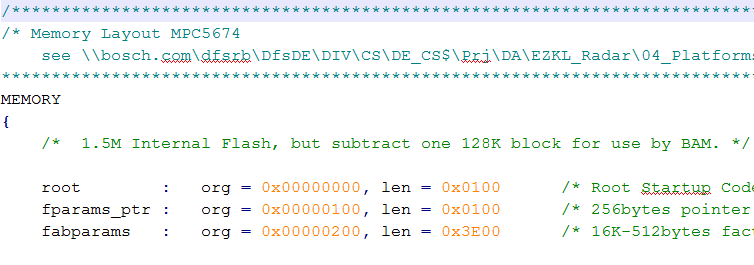 /**************************************************************************
/* Memory Layout MPC5674
see \\bosch.com\dfsrb\DfsDE\DIV\CS\DE_CS$\Prj\DA\EZKL_Radar\04_Platforms
***************************************************************************
MEMORY
{
/*  1.5M Internal Flash, but subtract one 128K block for use by BAM. */
root        :   org = 0x00000000, len = 0x0100      /* Root Startup Code
fparams_ptr :   org = 0x00000100, len = 0x0100      /* 256bytes pointer
fabparams   :   org = 0x00000200, len = 0x3E00      /* 16K-512bytes fact